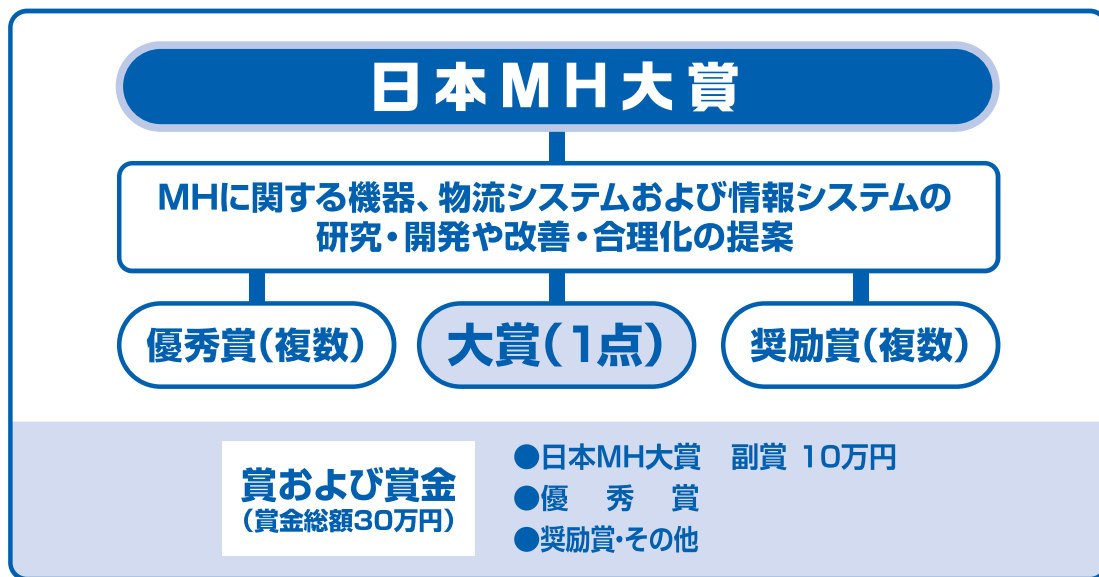 日本MH大賞
MHに関する機器、物流システムおよび情報システムの
研究・開発や改善・合理化の提案
優秀賞（複数）
大賞（1点）
奨励賞（複数）
賞および賞金
（賞金総額30万円）
●日本MH大賞　副賞 10万円
●優　秀　賞
●奨励賞・その他